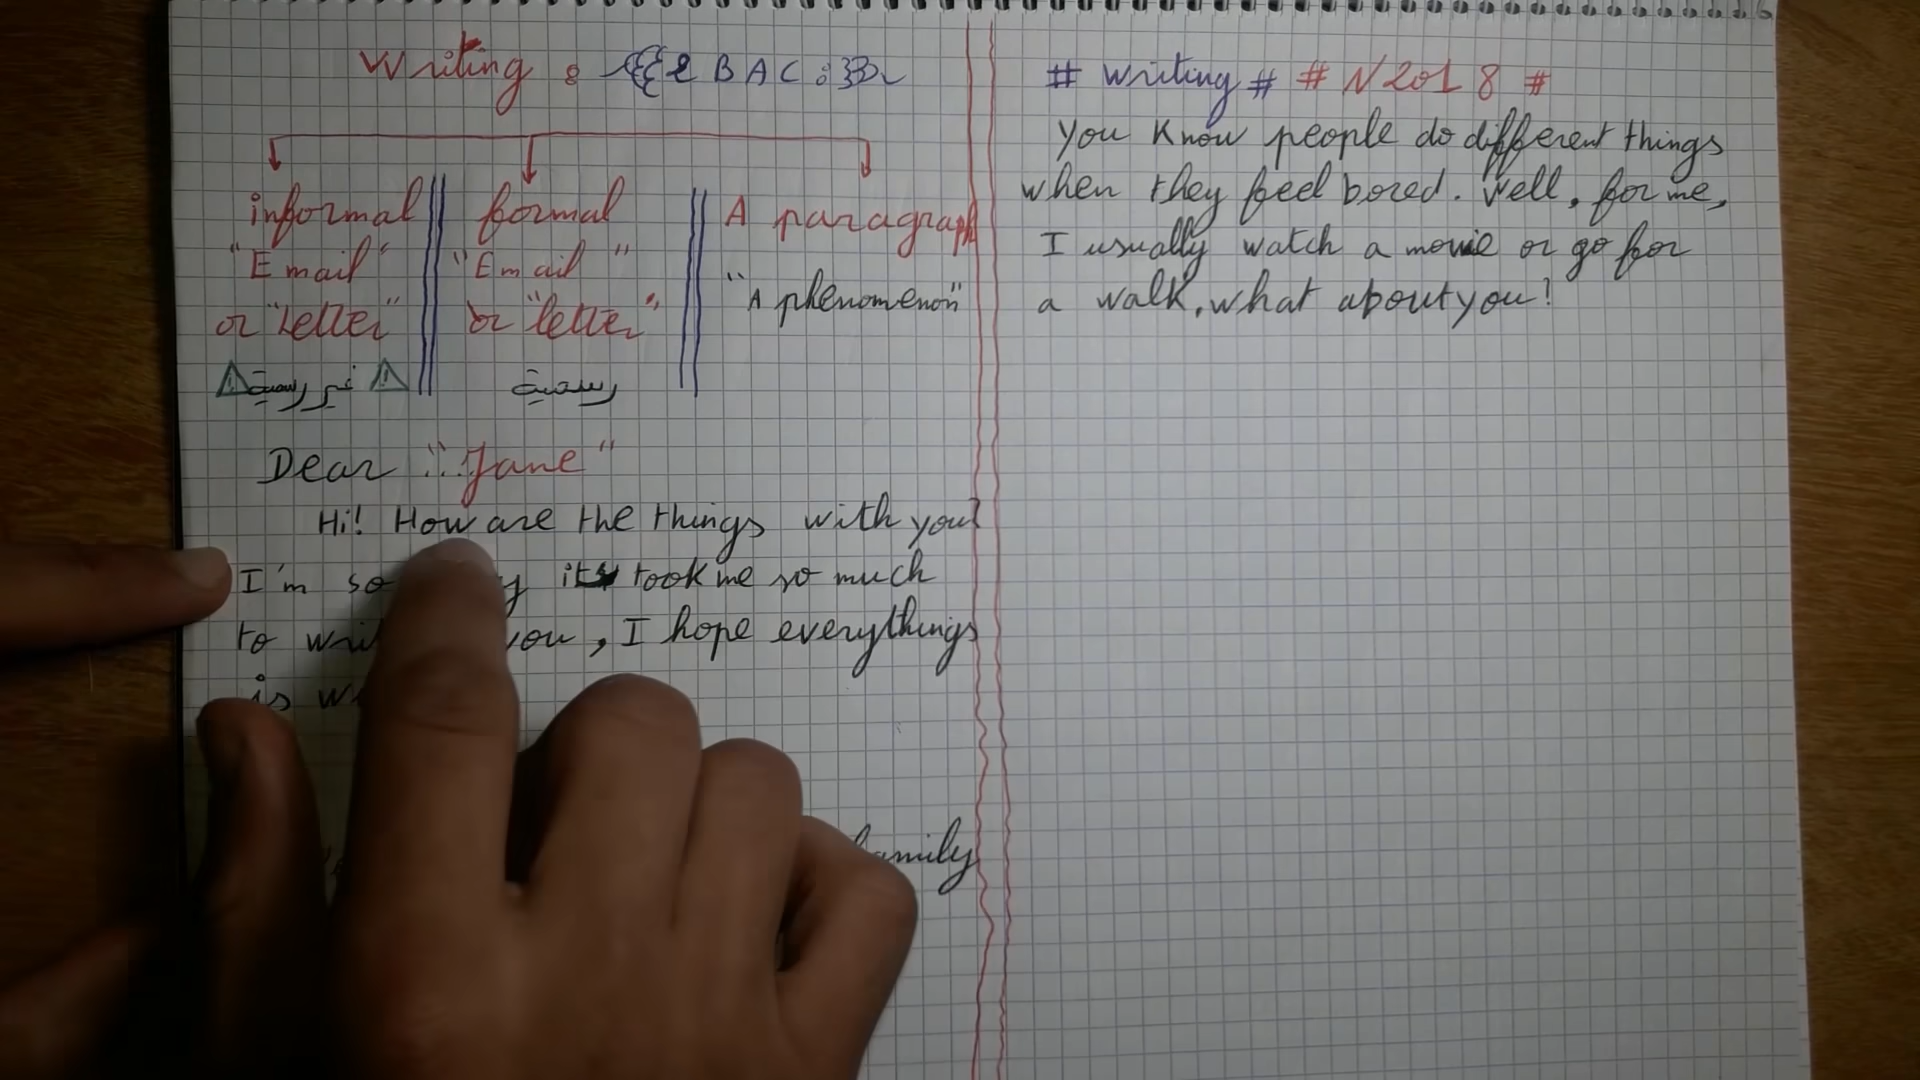 Writing : {{{2 BAC :}}}
informal
"Email"
or "Letter"
غير رسمية
formal
"Email"
or "letter"
رسمية
A paragraph
"A phenomenon"
Dear "..Jane"
Hi! How are the things with you?
I'm so it took me so much
to you, I hope everythings
is
family
# writing # # N 2018 #
You know people do different things
when they feel bored. Well, for me,
I usually watch a movie or go for
a walk, what about you?